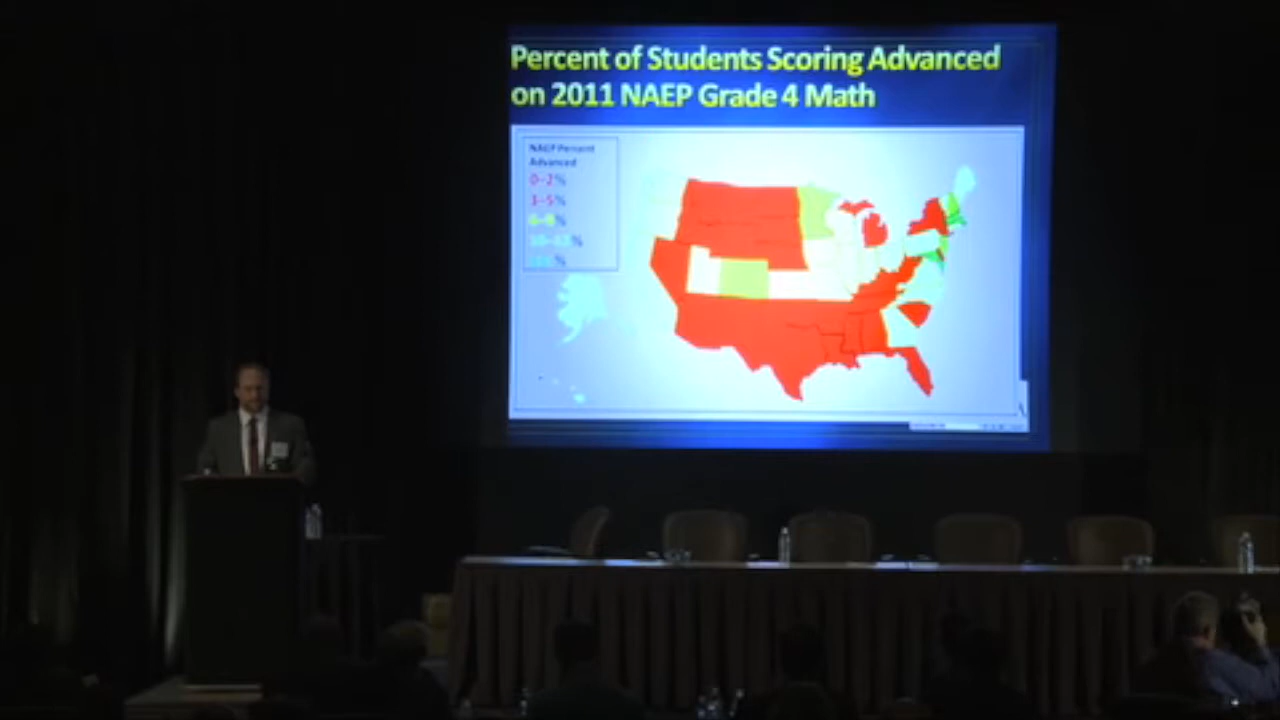 Percent of Students Scoring Advanced
on 2011 NAEP Grade 4 Math
NAEP Percent
Advanced
0–2%
3–5%